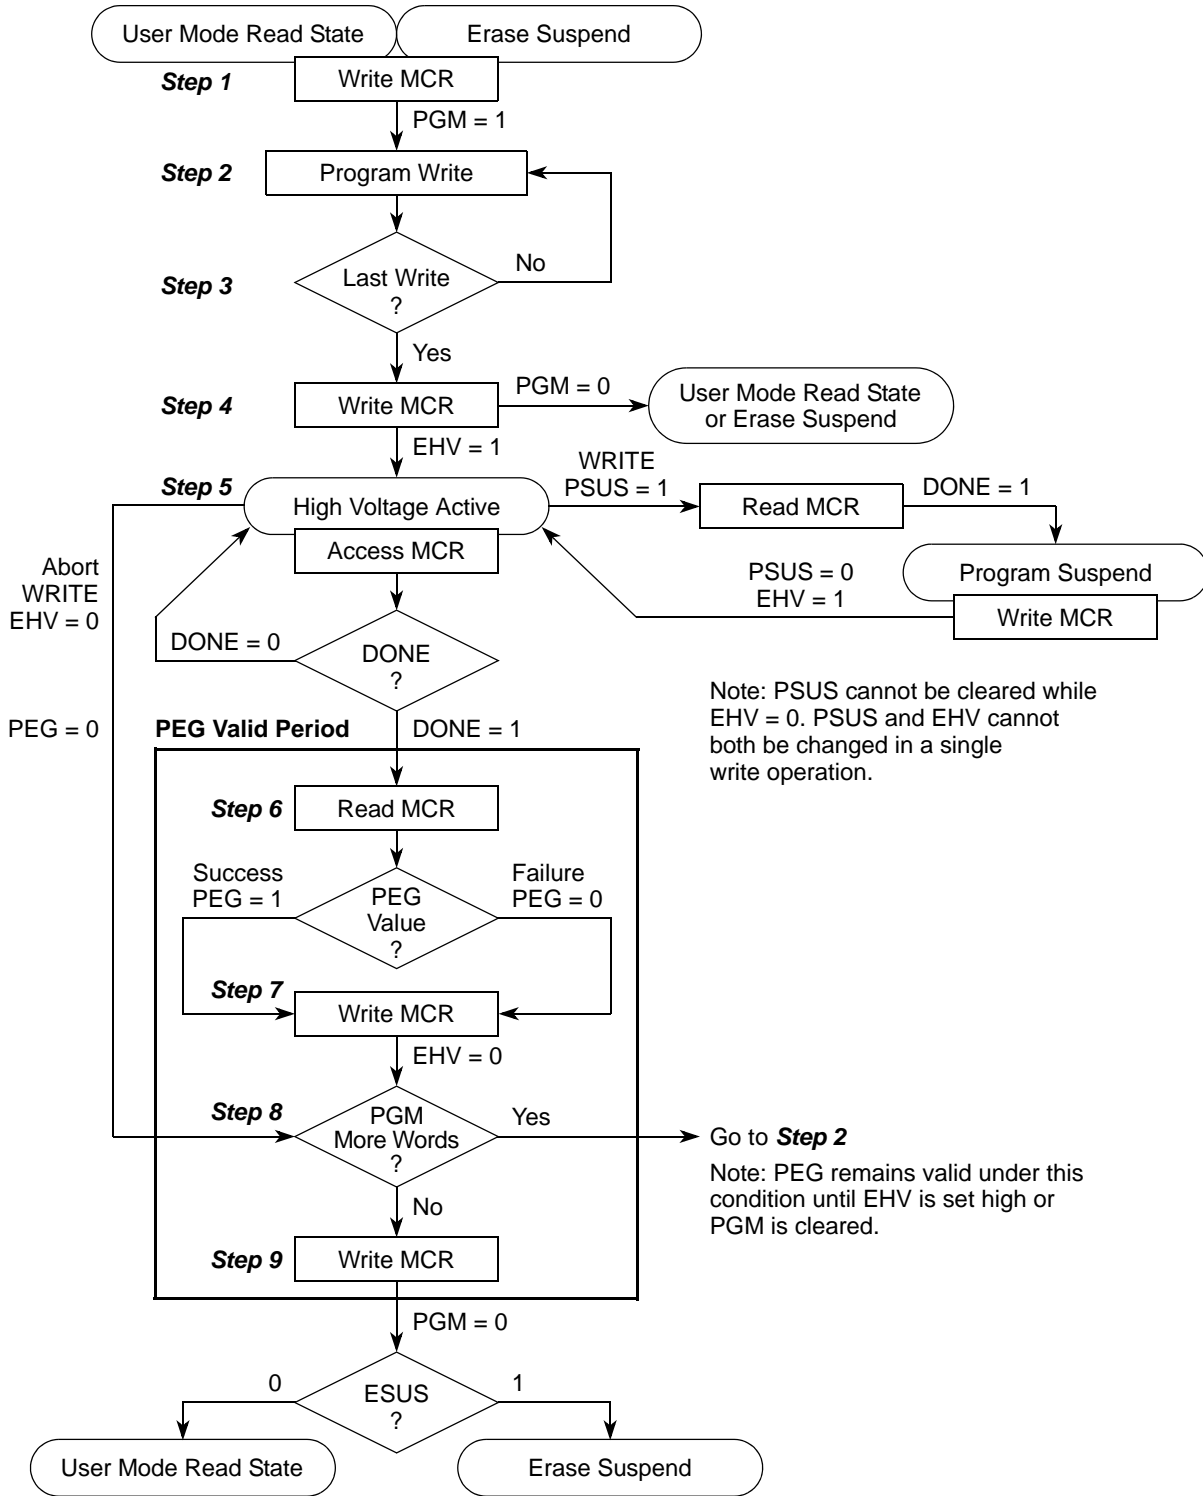 User Mode Read State
Erase Suspend
Step 1
Write MCR
PGM = 1
Step 2
Program Write
Step 3
Last Write
?
No
Yes
Step 4
Write MCR
PGM = 0
User Mode Read State
or Erase Suspend
EHV = 1
Step 5
High Voltage Active
WRITE
PSUS = 1
Read MCR
DONE = 1
Access MCR
Abort
WRITE
EHV = 0
PSUS = 0
EHV = 1
Program Suspend
Write MCR
DONE = 0
DONE
?
Note: PSUS cannot be cleared while
EHV = 0. PSUS and EHV cannot
both be changed in a single
write operation.
PEG = 0
PEG Valid Period
DONE = 1
Step 6
Read MCR
Success
PEG = 1
PEG
Value
?
Failure
PEG = 0
Step 7
Write MCR
EHV = 0
Step 8
PGM
More Words
?
Yes
Go to Step 2
Note: PEG remains valid under this
condition until EHV is set high or
PGM is cleared.
No
Step 9
Write MCR
PGM = 0
0
ESUS
?
1
User Mode Read State
Erase Suspend